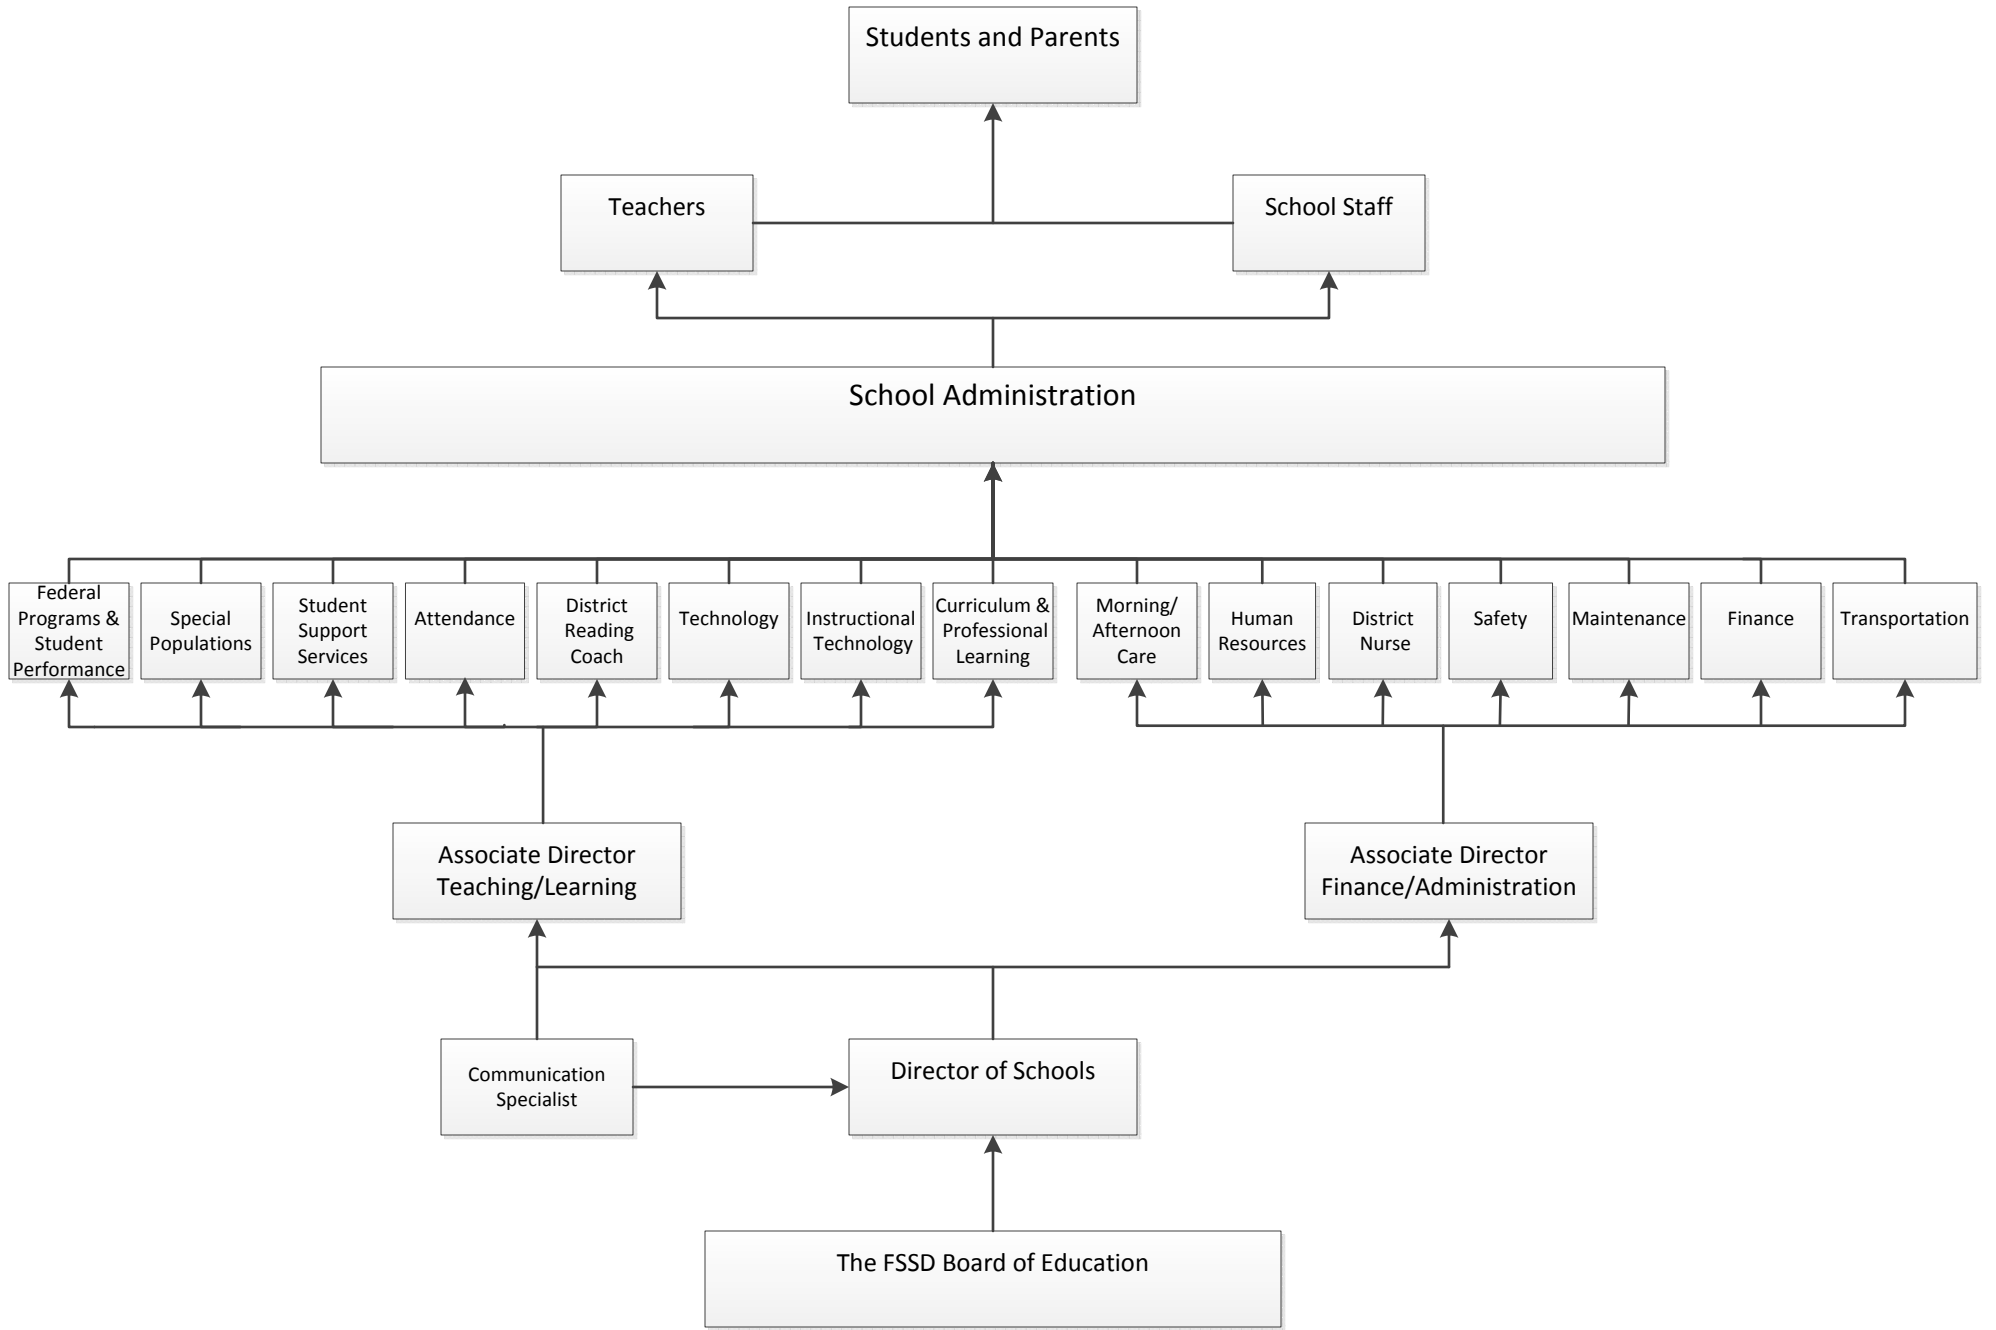 Students and Parents
Teachers
School Staff
School Administration
Federal
Programs &
Student
Performance
Special
Populations
Student
Support
Services
Attendance
District
Reading
Coach
Technology
Instructional
Technology
Curriculum &
Professional
Learning
Morning/
Afternoon
Care
Human
Resources
District
Nurse
Safety
Maintenance
Finance
Transportation
Associate Director
Teaching/Learning
Associate Director
Finance/Administration
Communication
Specialist
Director of Schools
The FSSD Board of Education